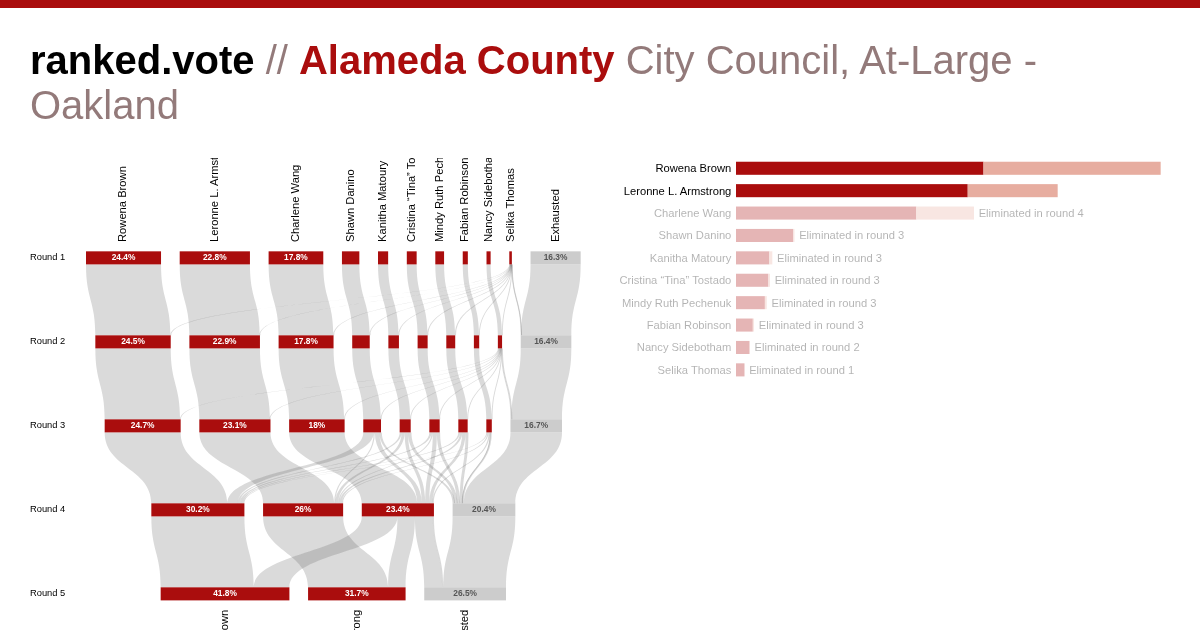 ranked.vote // Alameda County City Council, At-Large -
Oakland
Rowena Brown
Leronne L. Armst
Charlene Wang
Shawn Danino
Kanitha Matoury
Cristina “Tina” To
Mindy Ruth Pech
Fabian Robinson
Nancy Sidebotha
Selika Thomas
Exhausted
Round 1 24.4% 22.8% 17.8% 16.3%
Round 2 24.5% 22.9% 17.8% 16.4%
Round 3 24.7% 23.1% 18% 16.7%
Round 4 30.2% 26% 23.4% 20.4%
Round 5 41.8% 31.7% 26.5%
own
rong
sted
Rowena Brown
Leronne L. Armstrong
Charlene Wang Eliminated in round 4
Shawn Danino Eliminated in round 3
Kanitha Matoury Eliminated in round 3
Cristina “Tina” Tostado Eliminated in round 3
Mindy Ruth Pechenuk Eliminated in round 3
Fabian Robinson Eliminated in round 3
Nancy Sidebotham Eliminated in round 2
Selika Thomas Eliminated in round 1